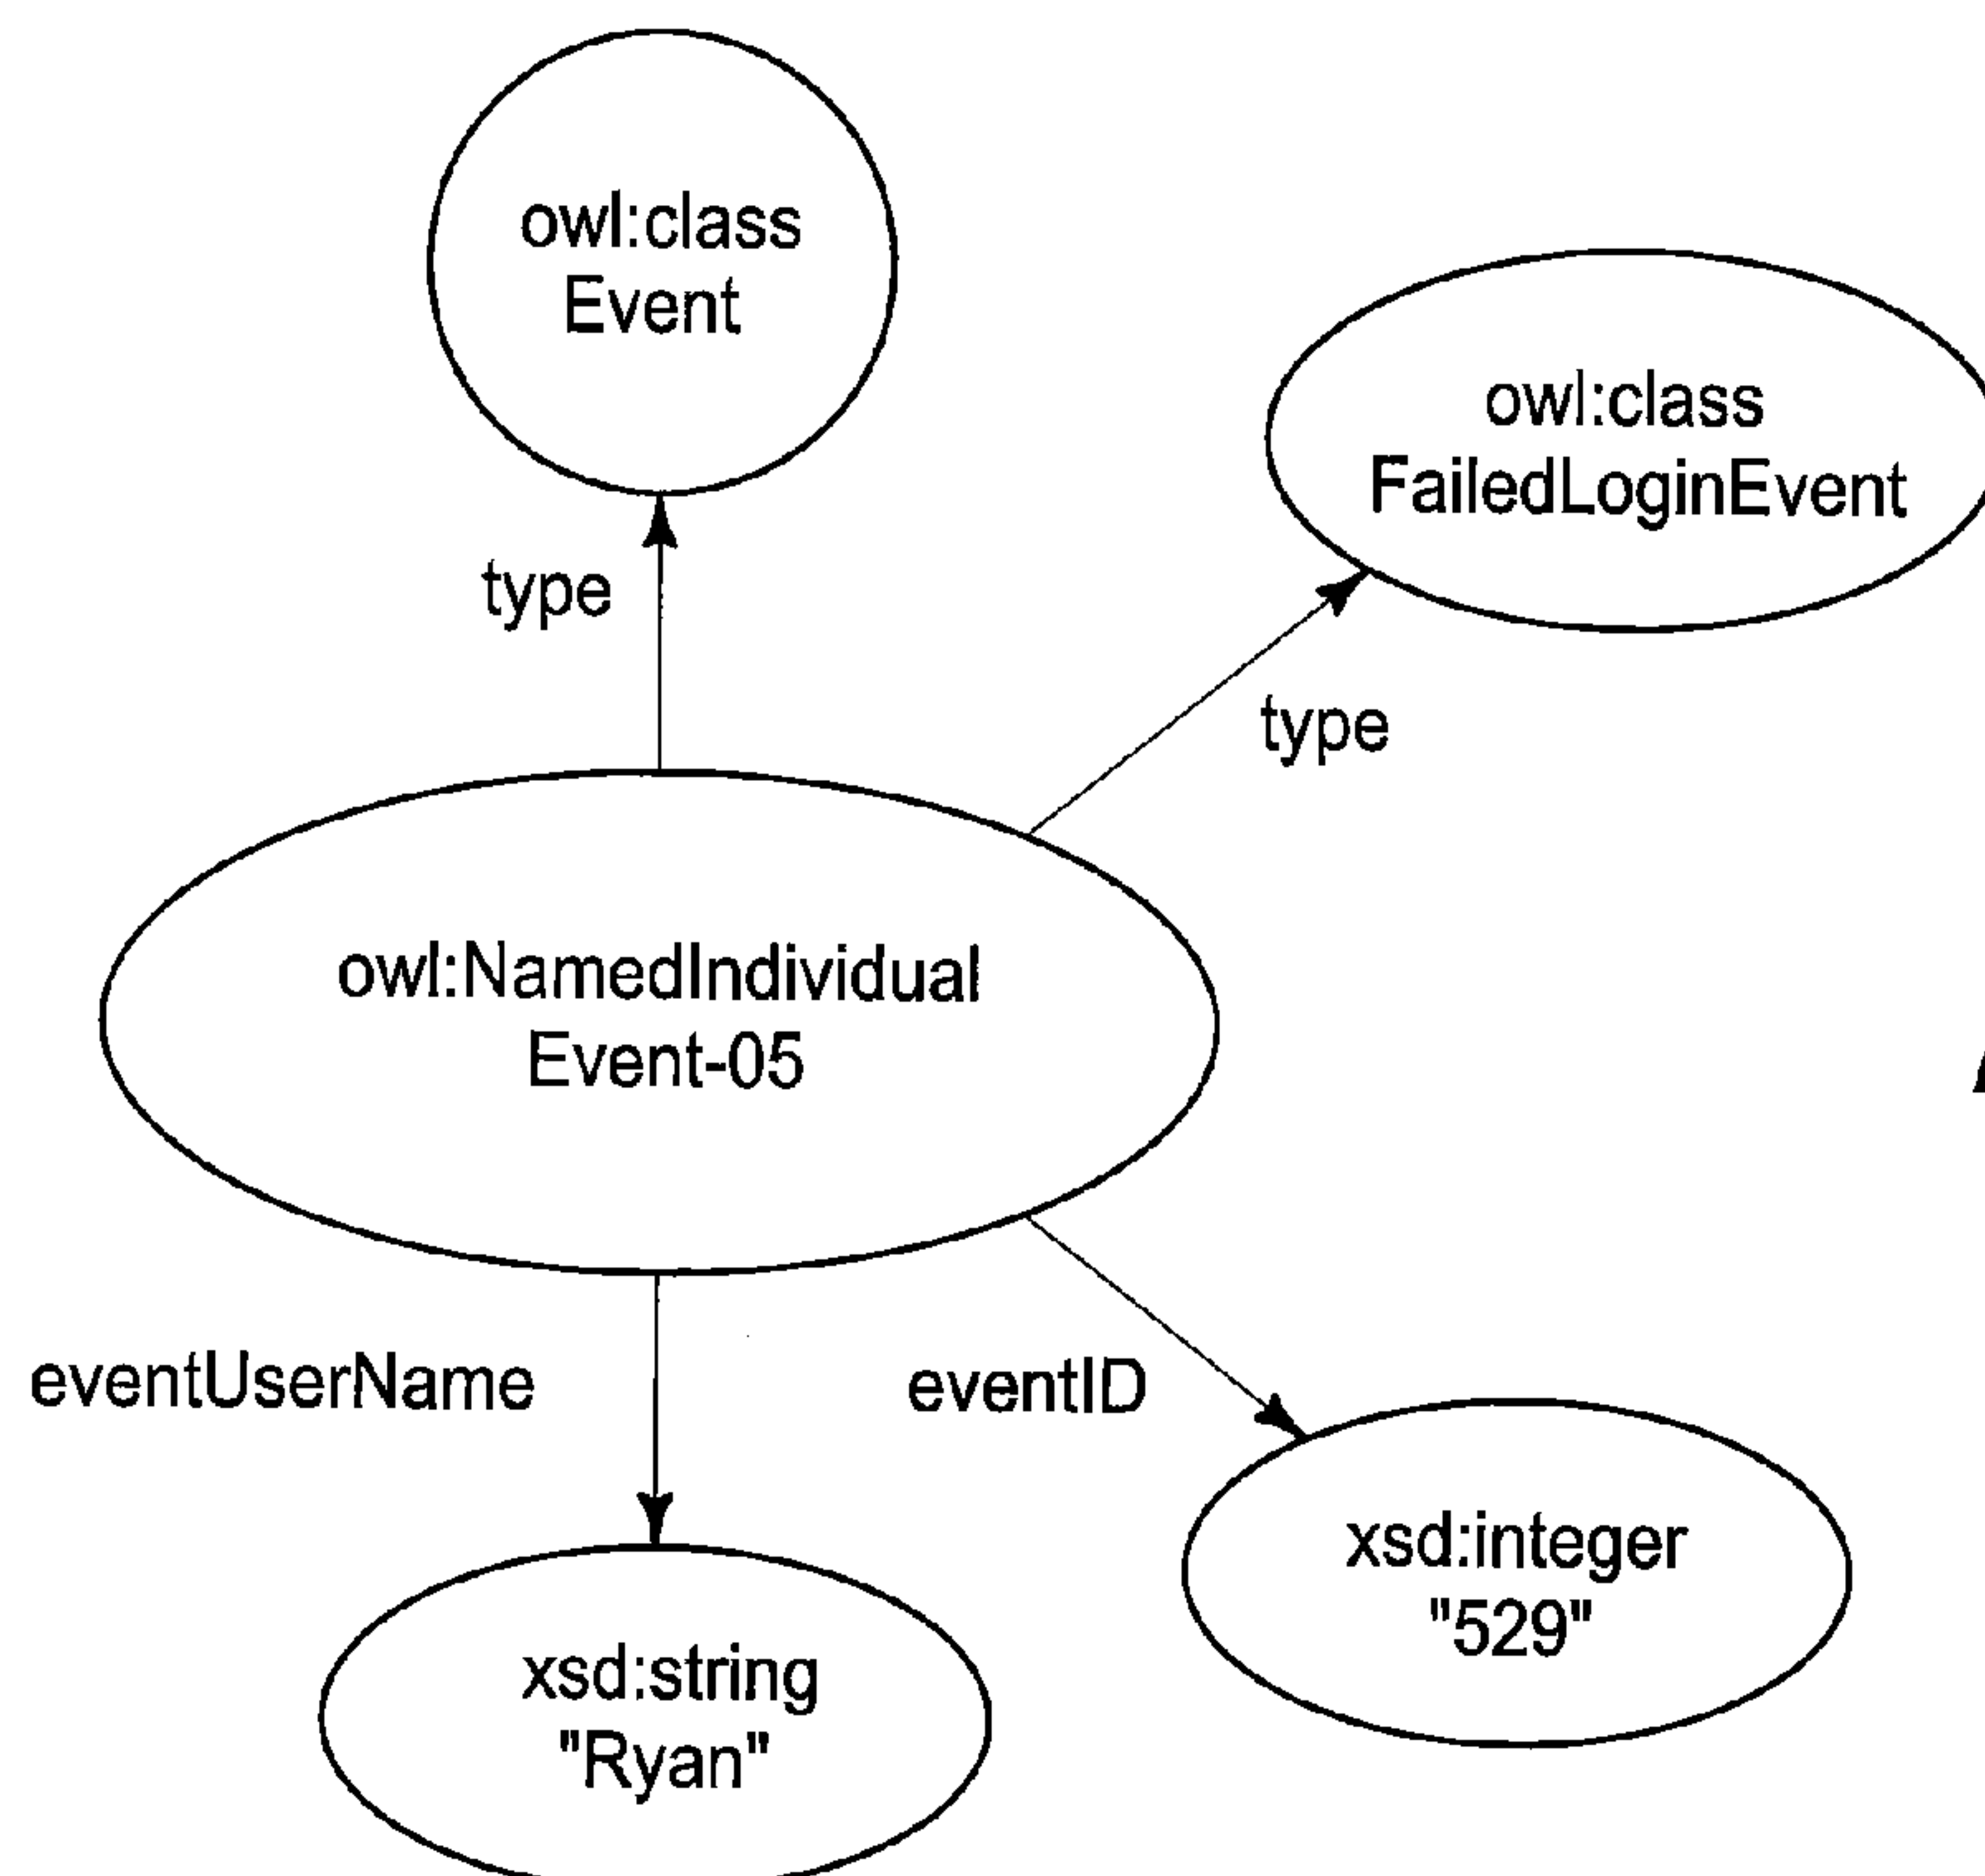 owl:class
Event
owl:class
FailedLoginEvent
type
type
owl:NamedIndividual
Event-05
eventUserName
eventID
xsd:integer
"529"
xsd:string
"Ryan"